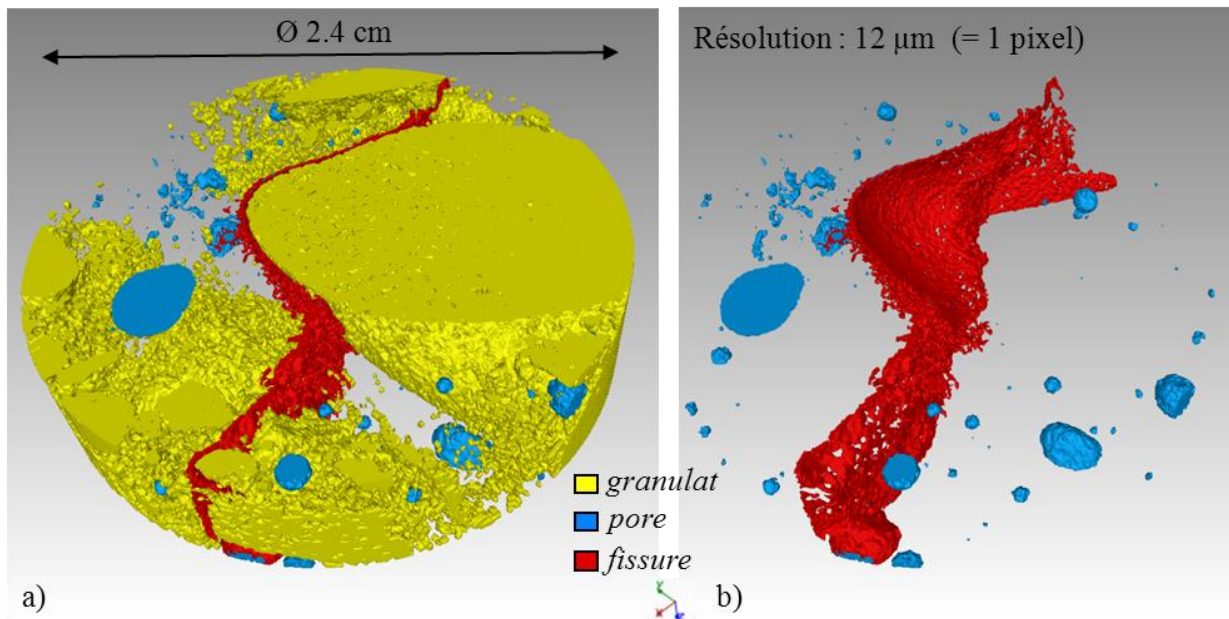 Ø 2.4 cm
Résolution : 12 µm (= 1 pixel)
granulat
pore
fissure
a)
b)